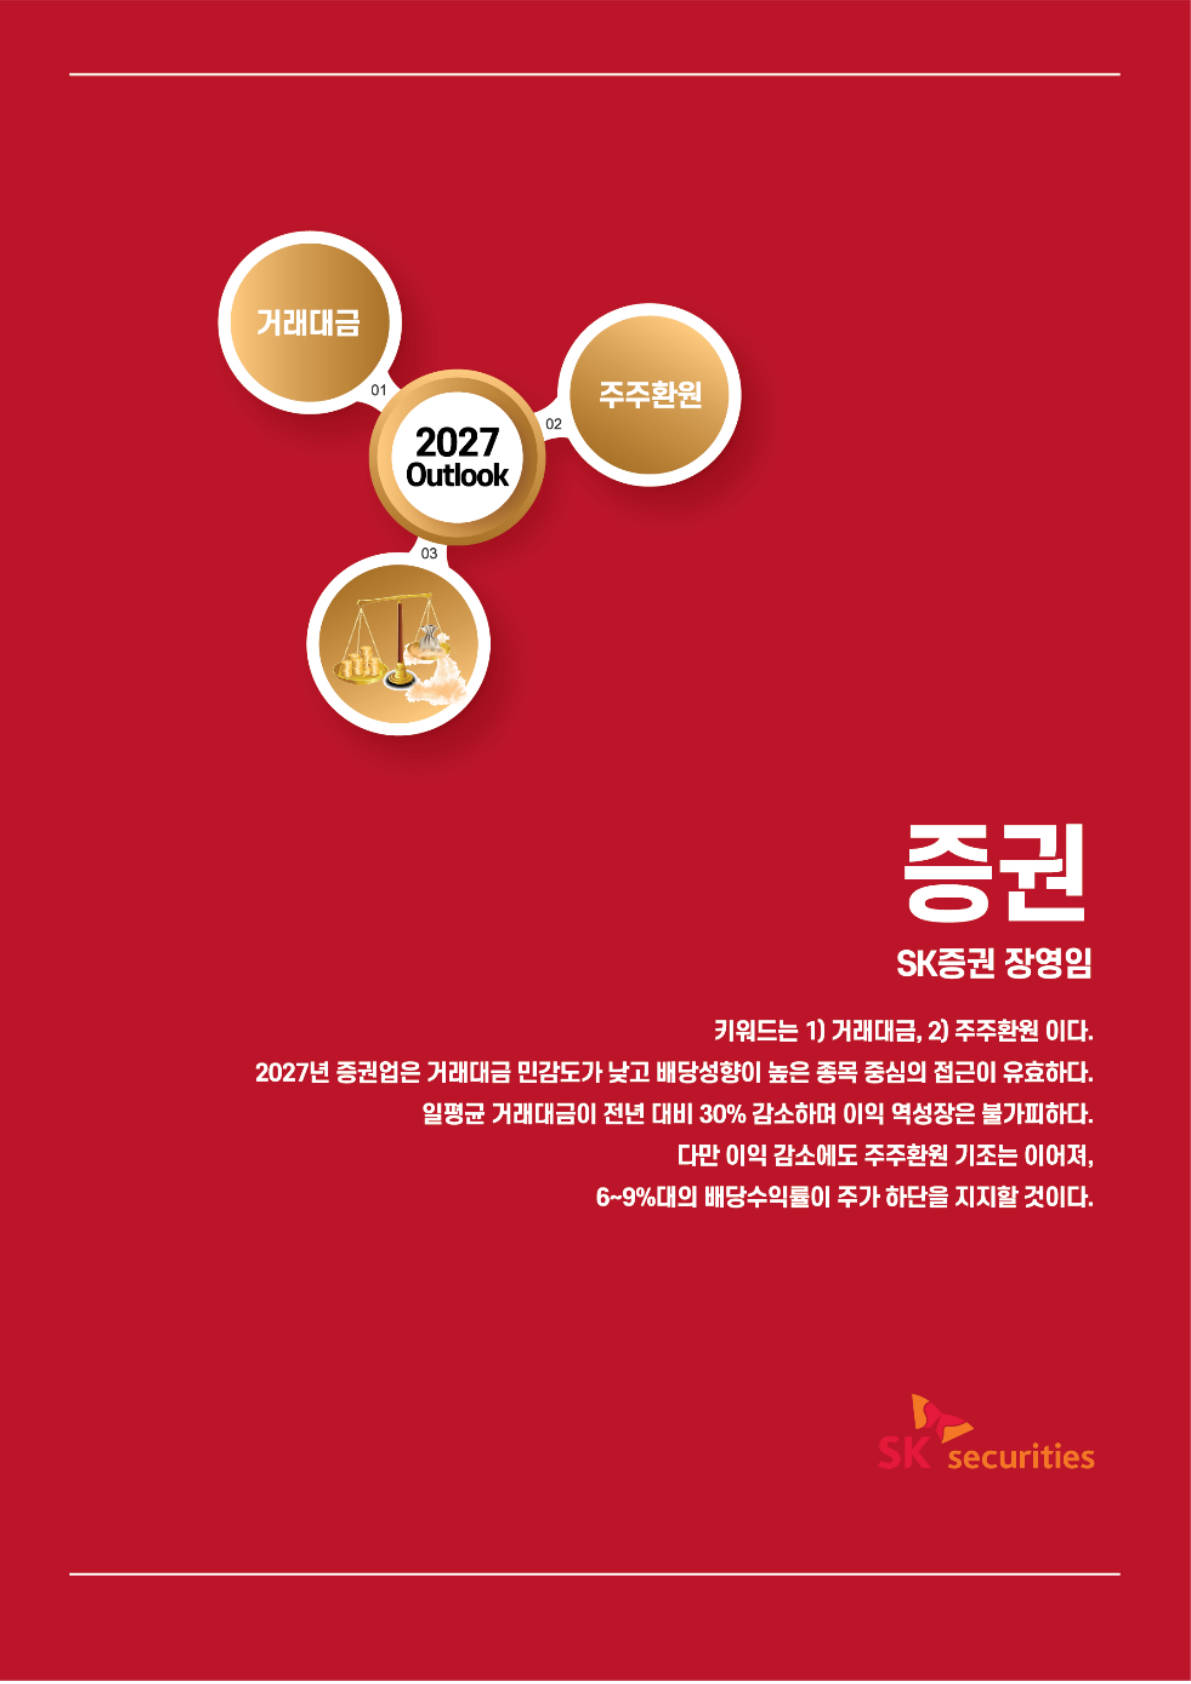 거래대금
01
주주환원
02
2027
Outlook
03
증권
SK증권 장영임
키워드는 1) 거래대금, 2) 주주환원 이다.
2027년 증권업은 거래대금 민감도가 낮고 배당성향이 높은 종목 중심의 접근이 유효하다.
일평균 거래대금이 전년 대비 30% 감소하며 이익 역성장은 불가피하다.
다만 이익 감소에도 주주환원 기조는 이어져,
6~9%대의 배당수익률이 주가 하단을 지지할 것이다.
SK securities